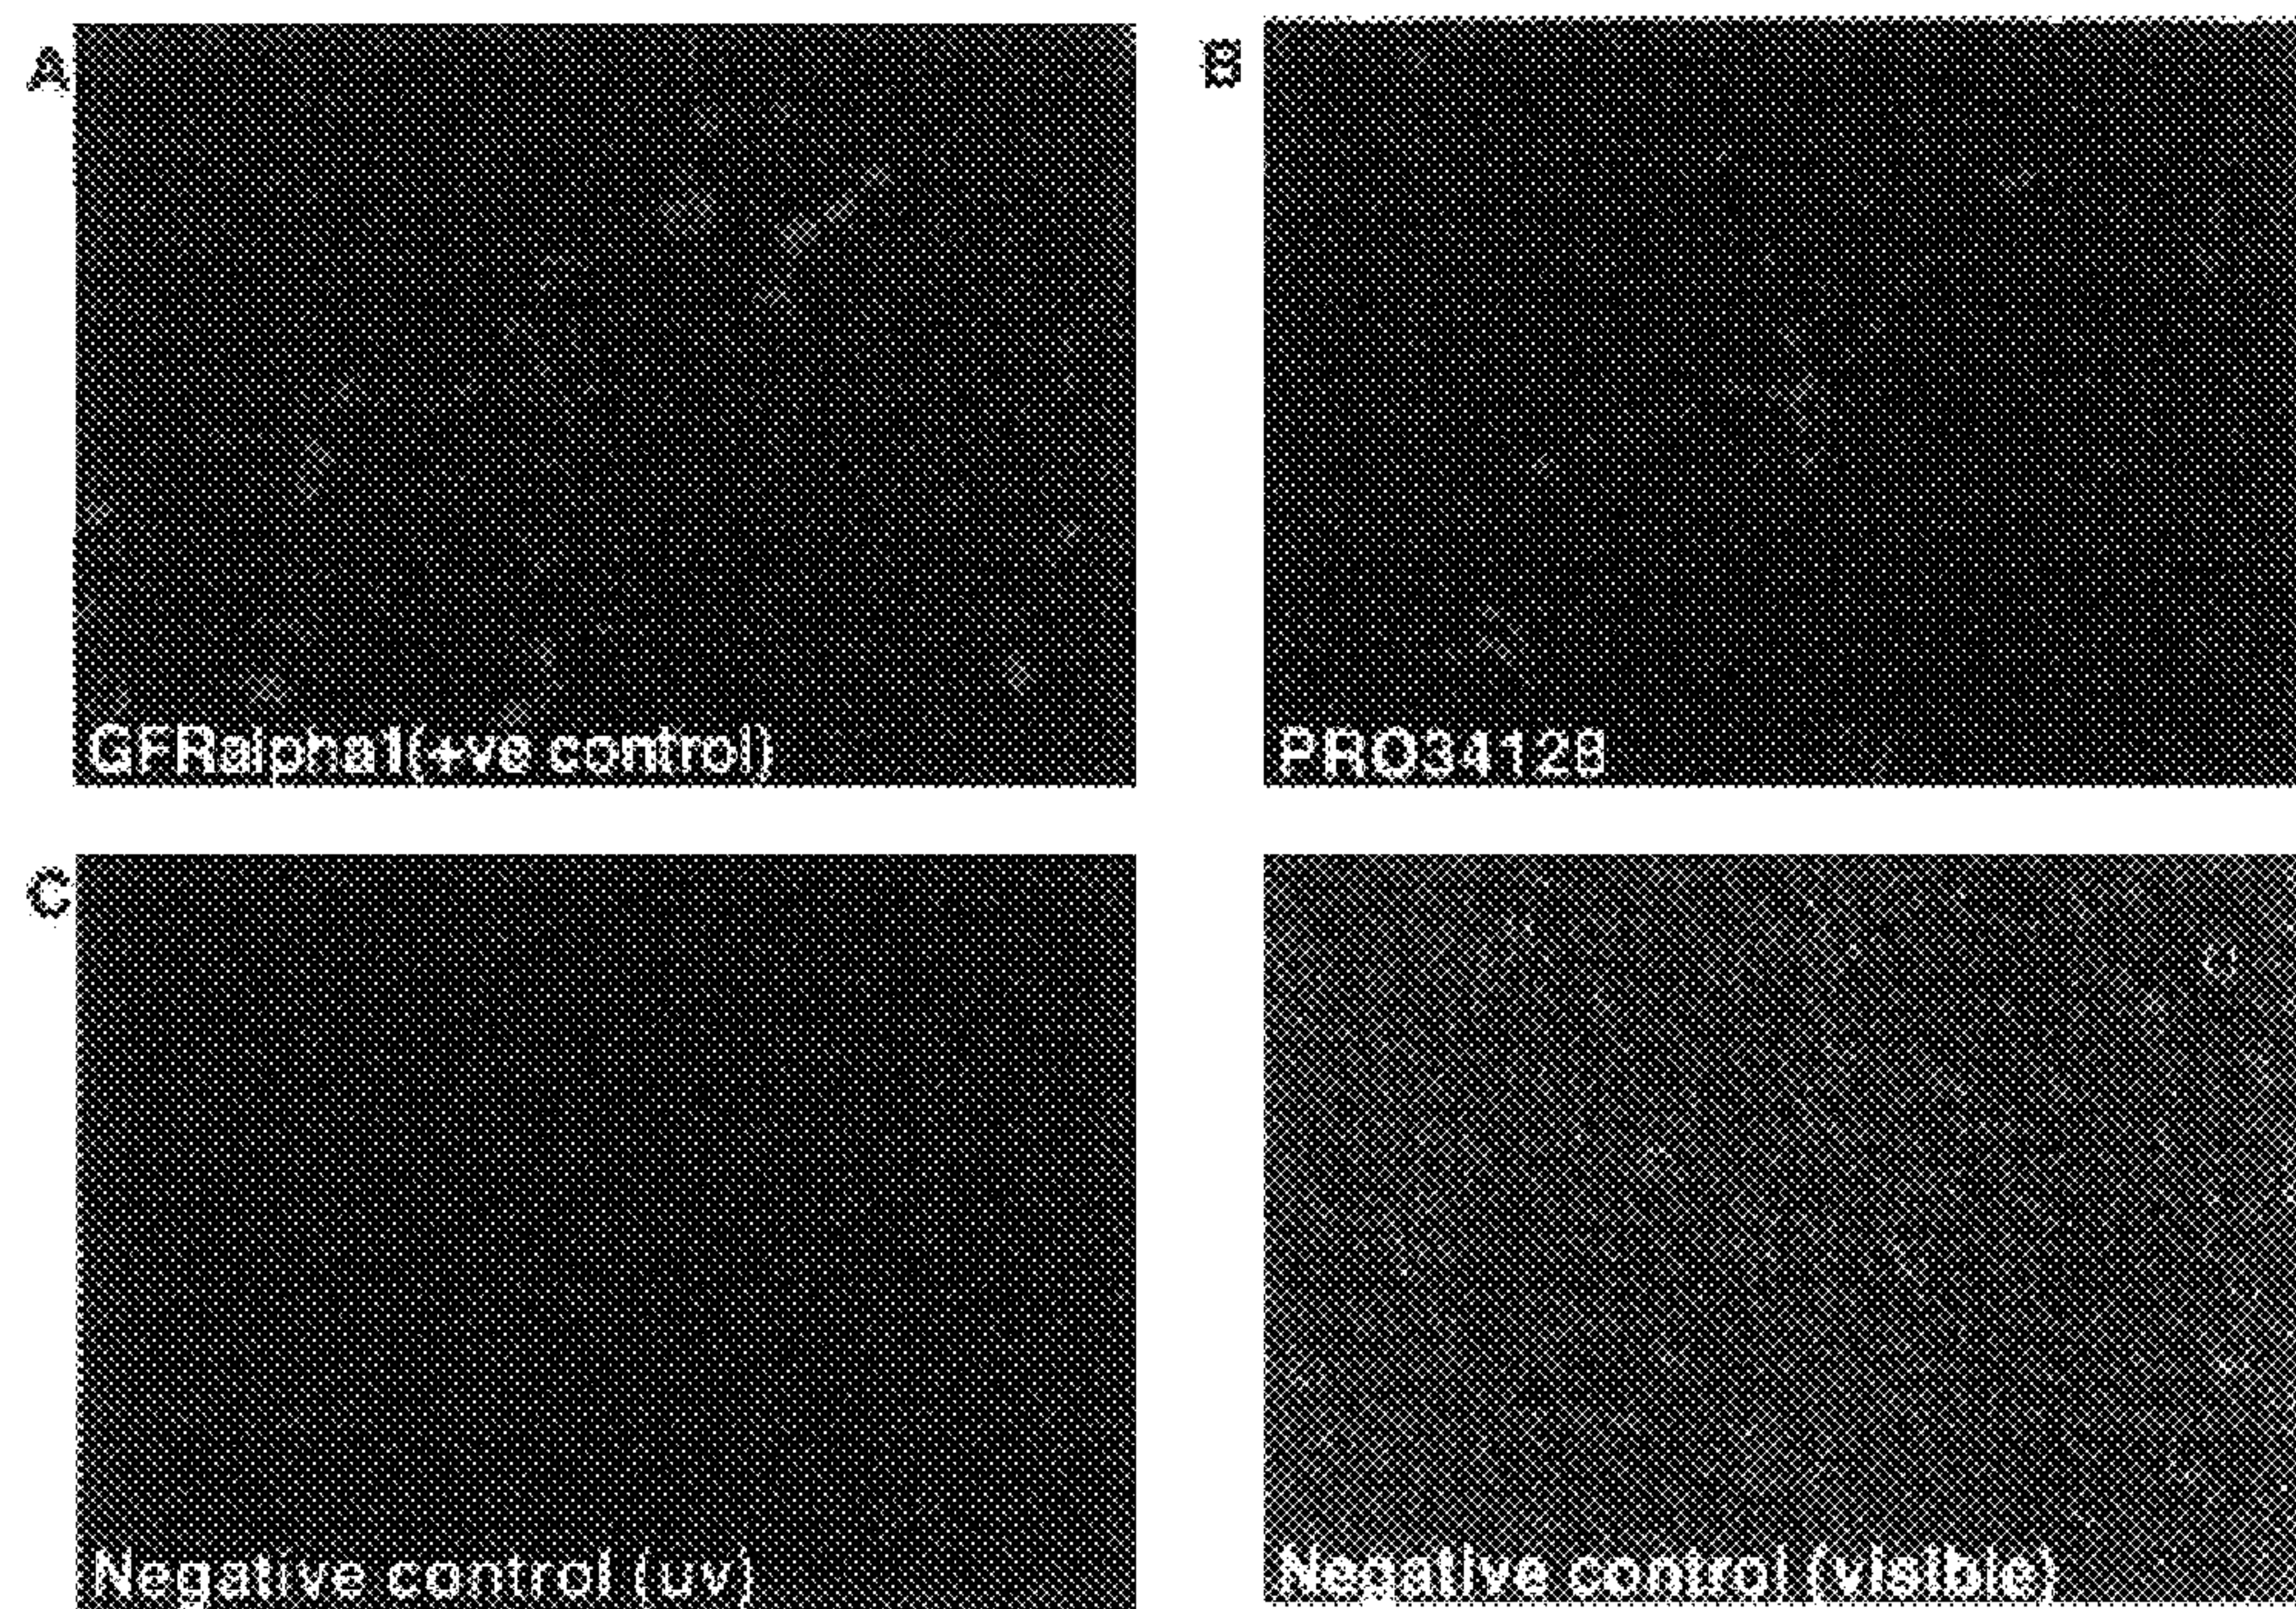 A
GFRalpha1(+ve control)
B
PRO34128
C
Negative control (uv)
Negative control (visible)